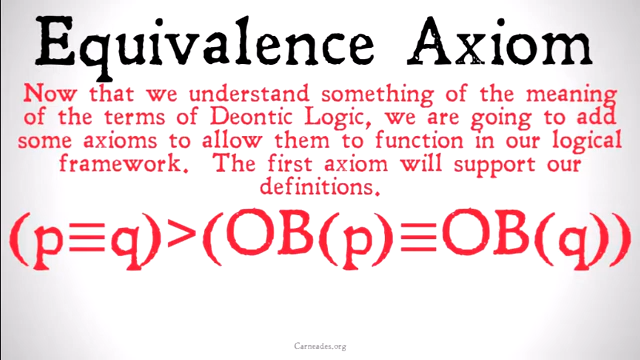 Equivalence Axiom
Now that we understand something of the meaning
of the terms of Deontic Logic, we are going to add
some axioms to allow them to function in our logical
framework. The first axiom will support our
definitions.
(p≡q)>(OB(p)≡OB(q))
Carneades.org